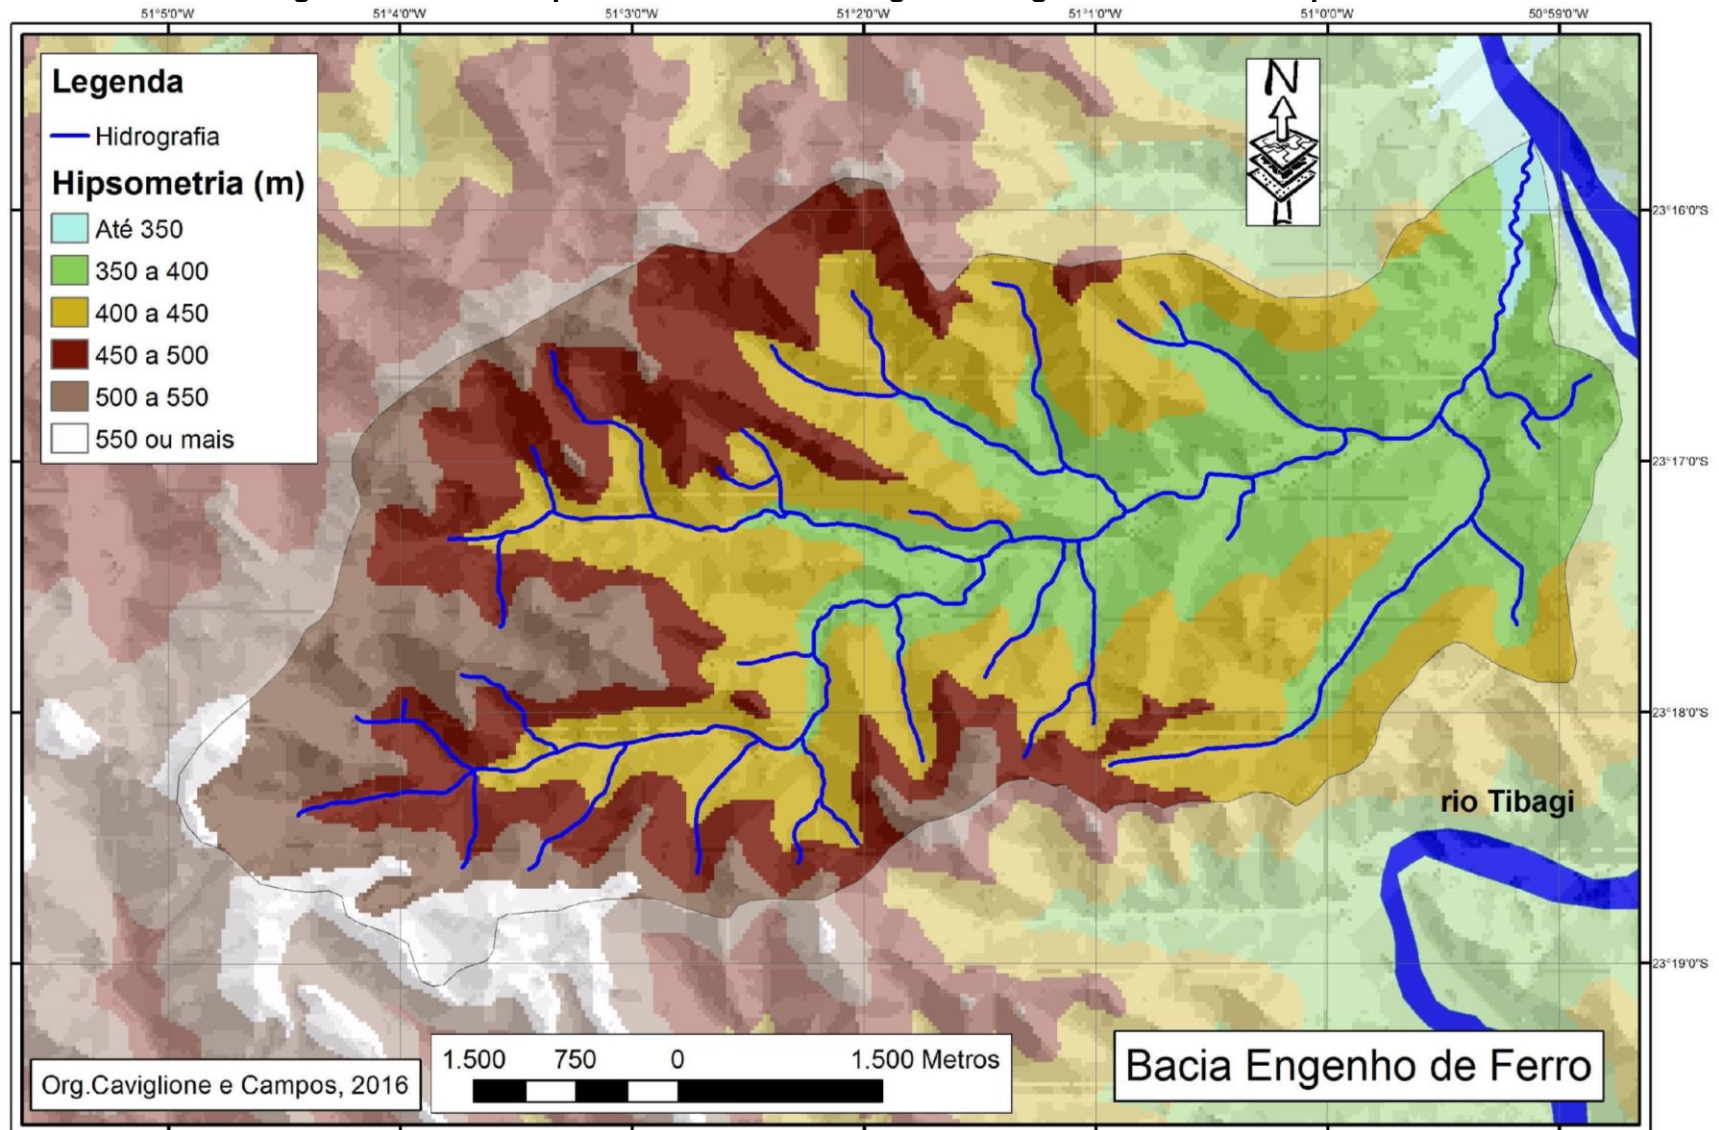 51°5'0"W 51°4'0"W 51°3'0"W 51°2'0"W 51°1'0"W 51°0'0"W 50°59'0"W
Legenda
Hidrografia
Hipsometria (m)
Até 350
350 a 400
400 a 450
450 a 500
500 a 550
550 ou mais
N
23°16'0"S
23°17'0"S
23°18'0"S
rio Tibagi
23°19'0"S
1.500 750 0 1.500 Metros
Org.Caviglione e Campos, 2016
Bacia Engenho de Ferro